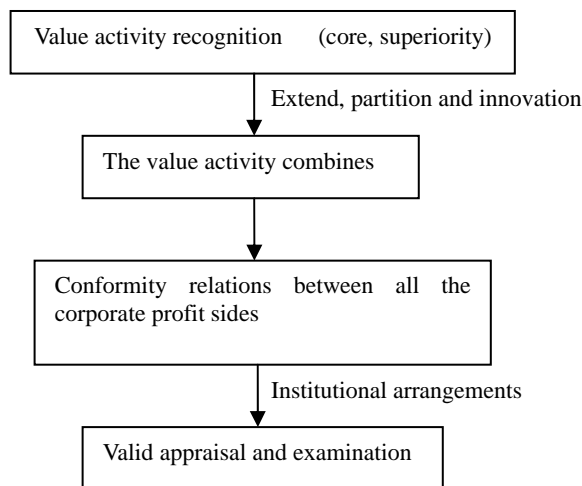 Value activity recognition (core, superiority)
Extend, partition and innovation
The value activity combines
Conformity relations between all the
corporate profit sides
Institutional arrangements
Valid appraisal and examination